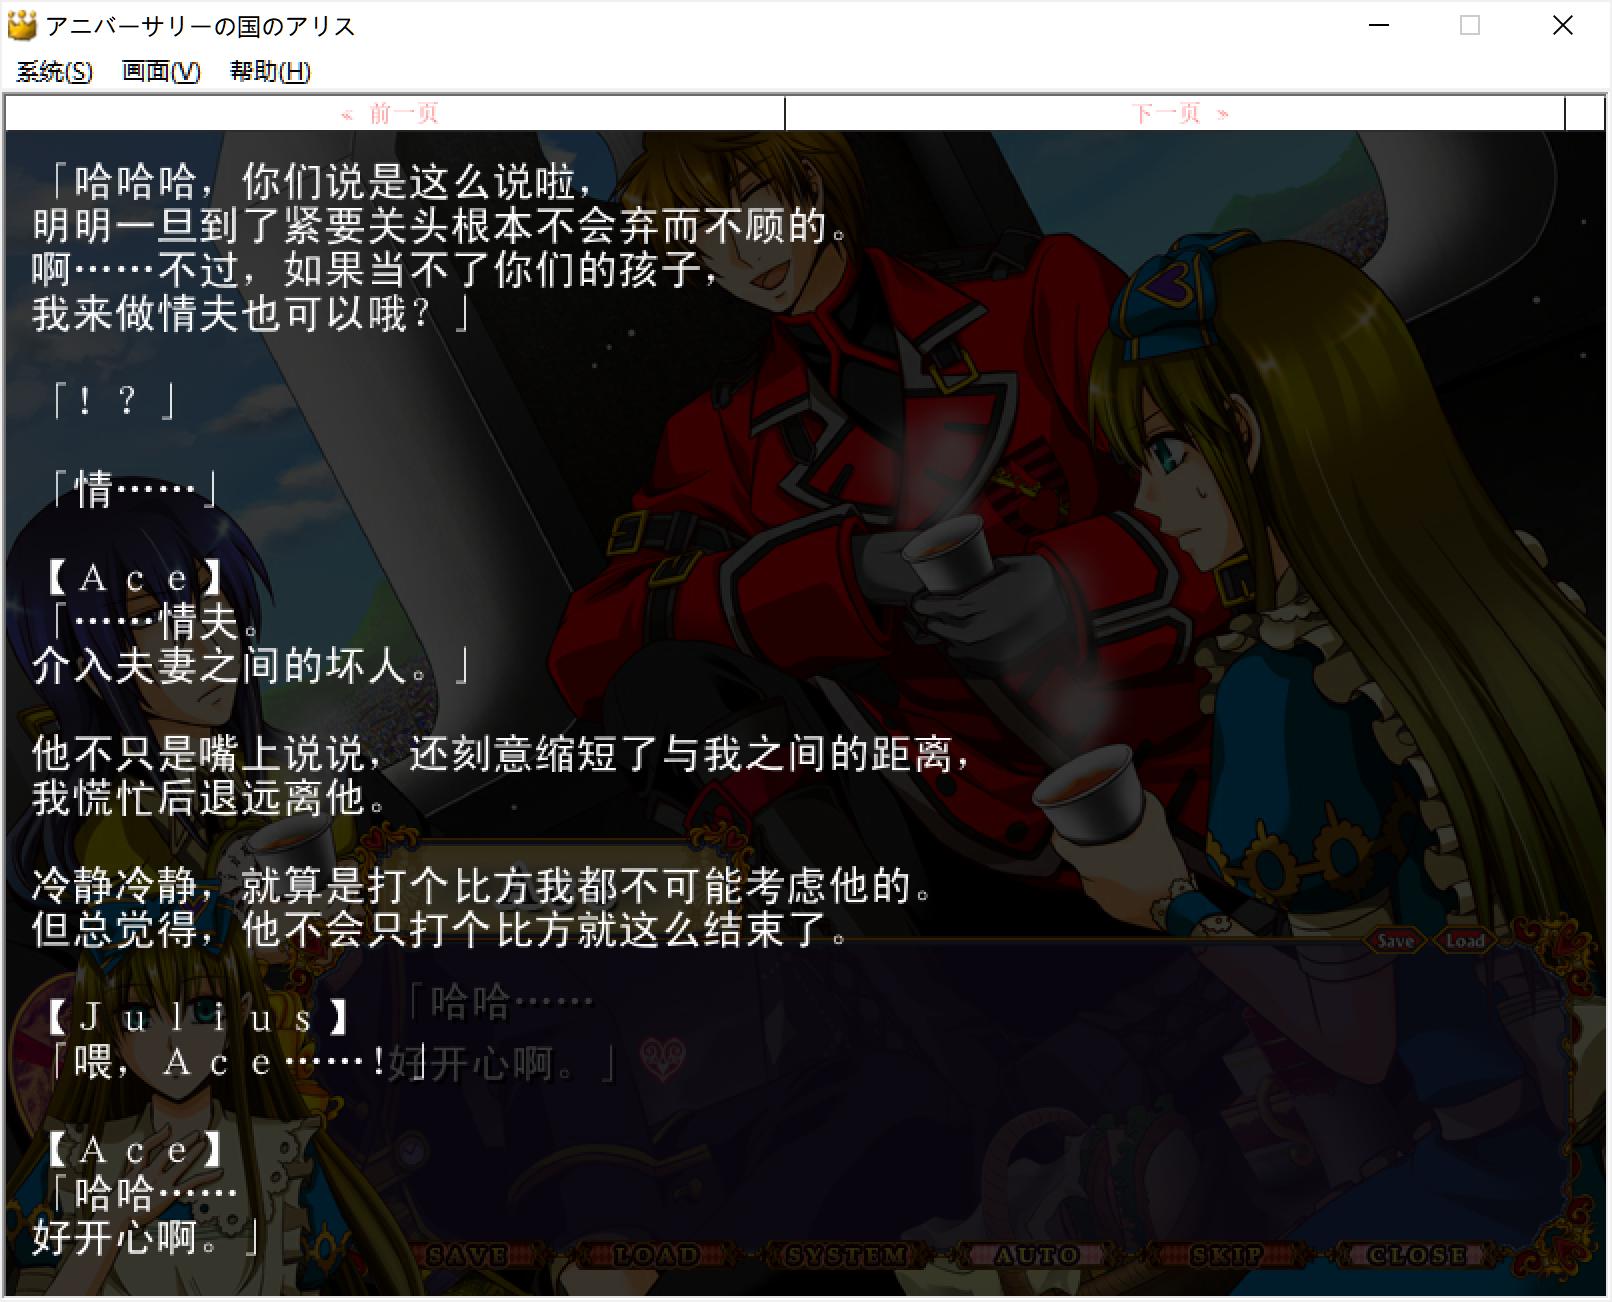 アニバーサリーの国のアリス
系统(S) 画面(V) 帮助(H)
« 前一页 下一页 »
「哈哈哈，你们说是这么说啦，
明明一旦到了紧要关头根本不会弃而不顾的。
啊……不过，如果当不了你们的孩子，
我来做情夫也可以哦？」
「！？」
「情……」
【Ａｃｅ】
「……情夫。
介入夫妻之间的坏人。」
他不只是嘴上说说，还刻意缩短了与我之间的距离，
我慌忙后退远离他。
冷静冷静，就算是打个比方我都不可能考虑他的。
但总觉得，他不会只打个比方就这么结束了。
【Ｊｕｌｉｕｓ】
「喂，Ａｃｅ……！」
【Ａｃｅ】
「哈哈……
好开心啊。」
Save Load
「哈哈……
好开心啊。」
SAVE LOAD SYSTEM AUTO SKIP CLOSE